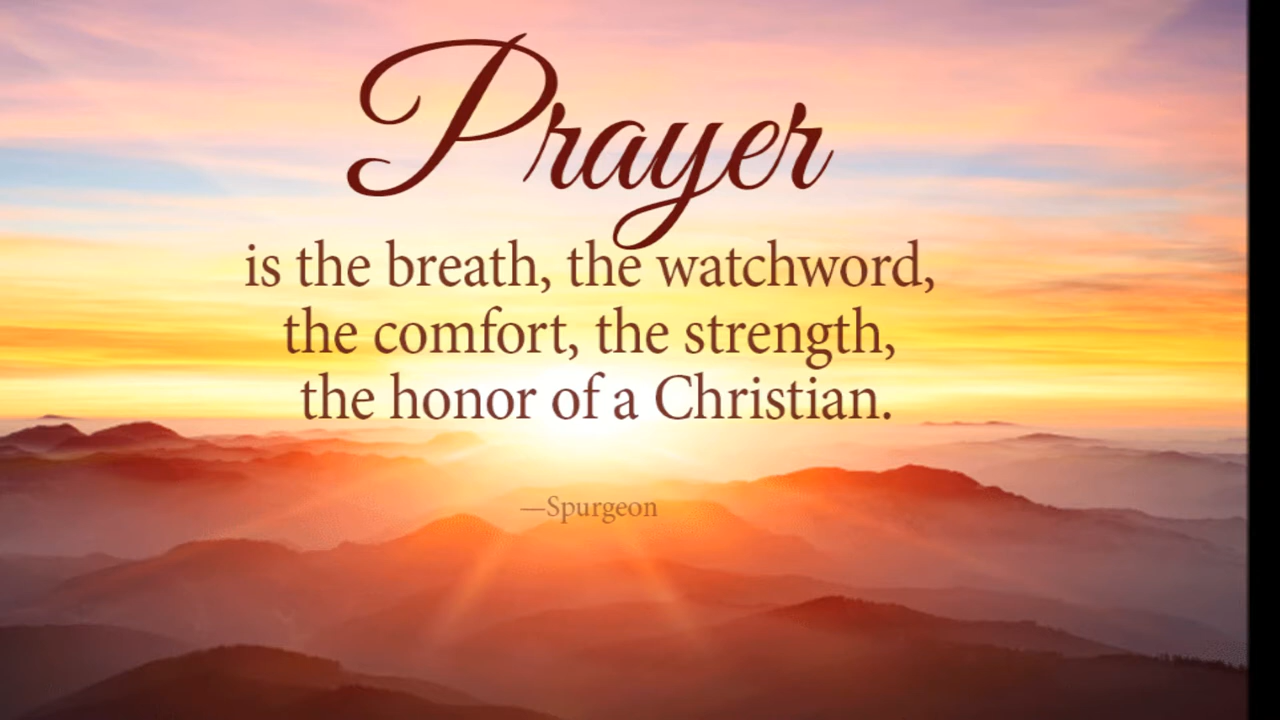 Prayer
is the breath, the watchword,
the comfort, the strength,
the honor of a Christian.
—Spurgeon